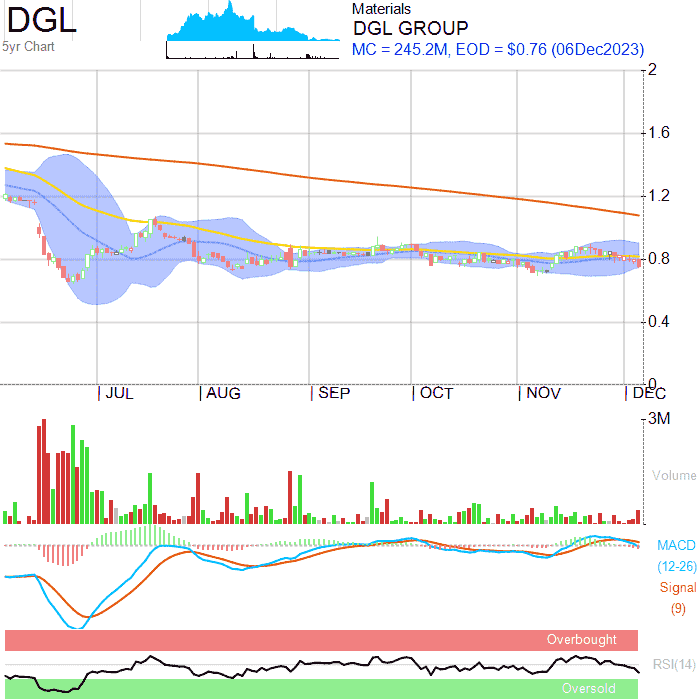 DGL
5yr Chart
Materials
DGL GROUP
MC = 245.2M, EOD = $0.76 (06Dec2023)
2
1.6
1.2
0.8
0.4
0
JUL AUG SEP OCT NOV DEC
3M
Volume
MACD
(12-26)
Signal
(9)
Overbought
RSI(14)
Oversold